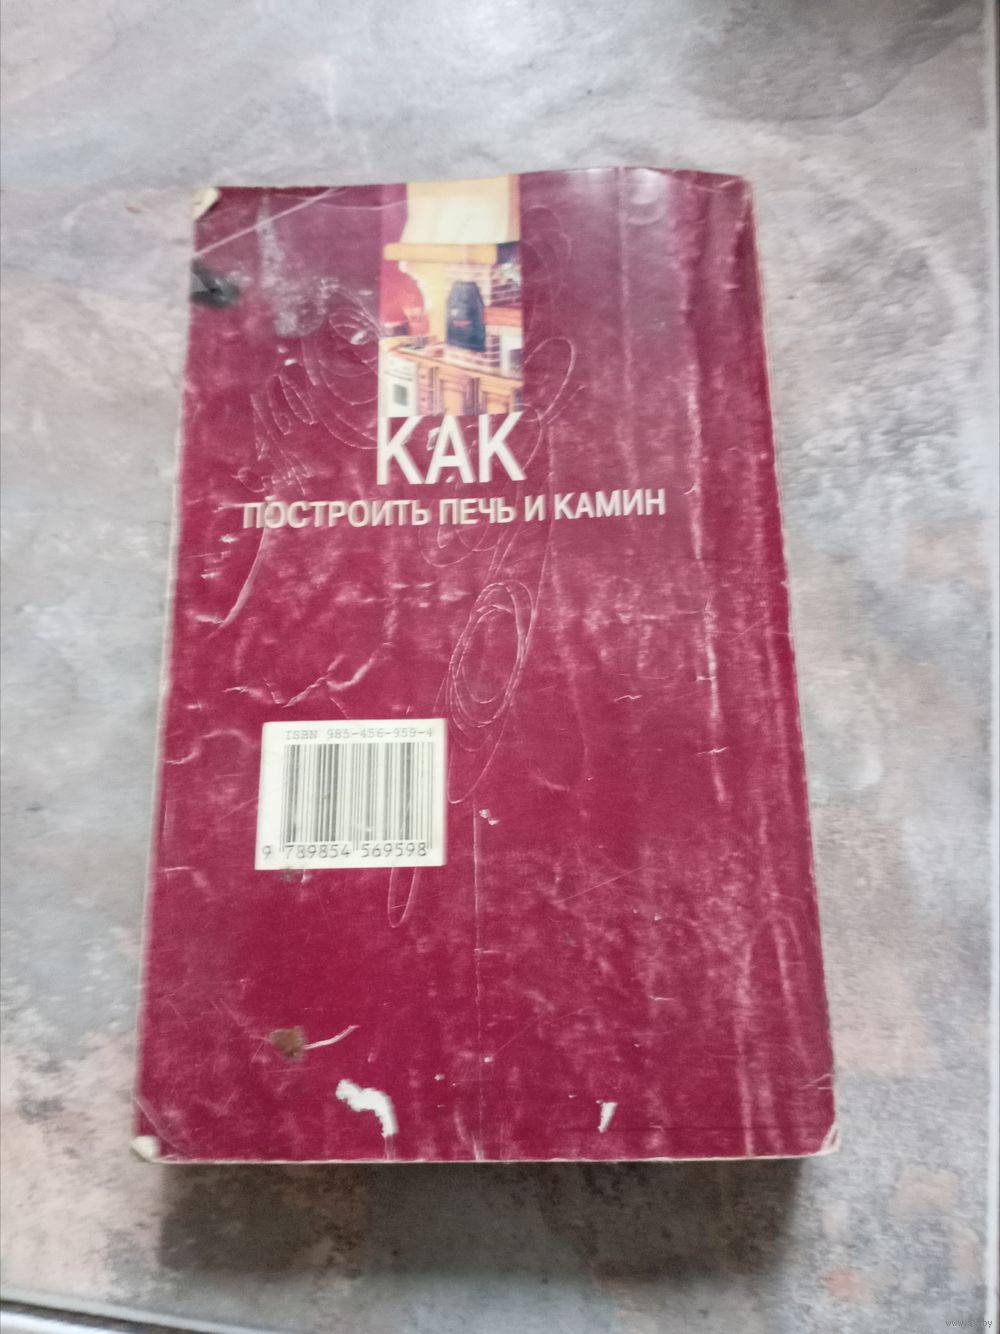 КАК
ПОСТРОИТЬ ПЕЧЬ И КАМИН
ISBN 985-456-959-4
9 789854 569598